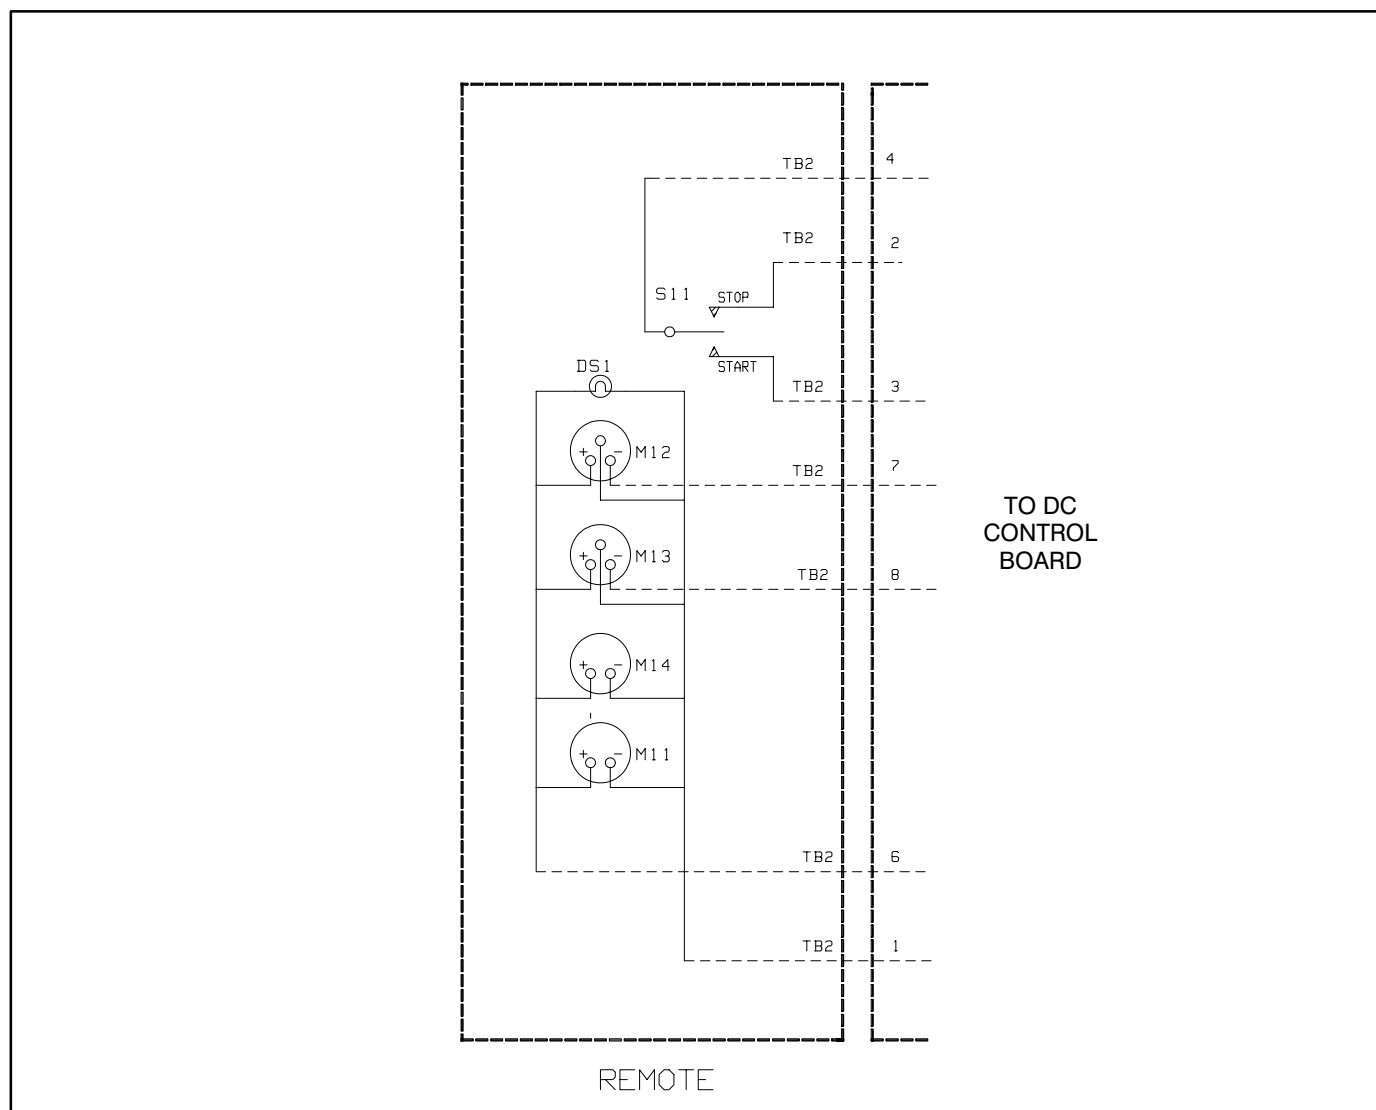 TB2 4
TB2 2
S11 STOP
START
DS1
TB2 3
+ - M12
TB2 7
TO DC
CONTROL
BOARD
+ - M13
TB2 8
+ - M14
+ - M11
TB2 6
TB2 1
REMOTE